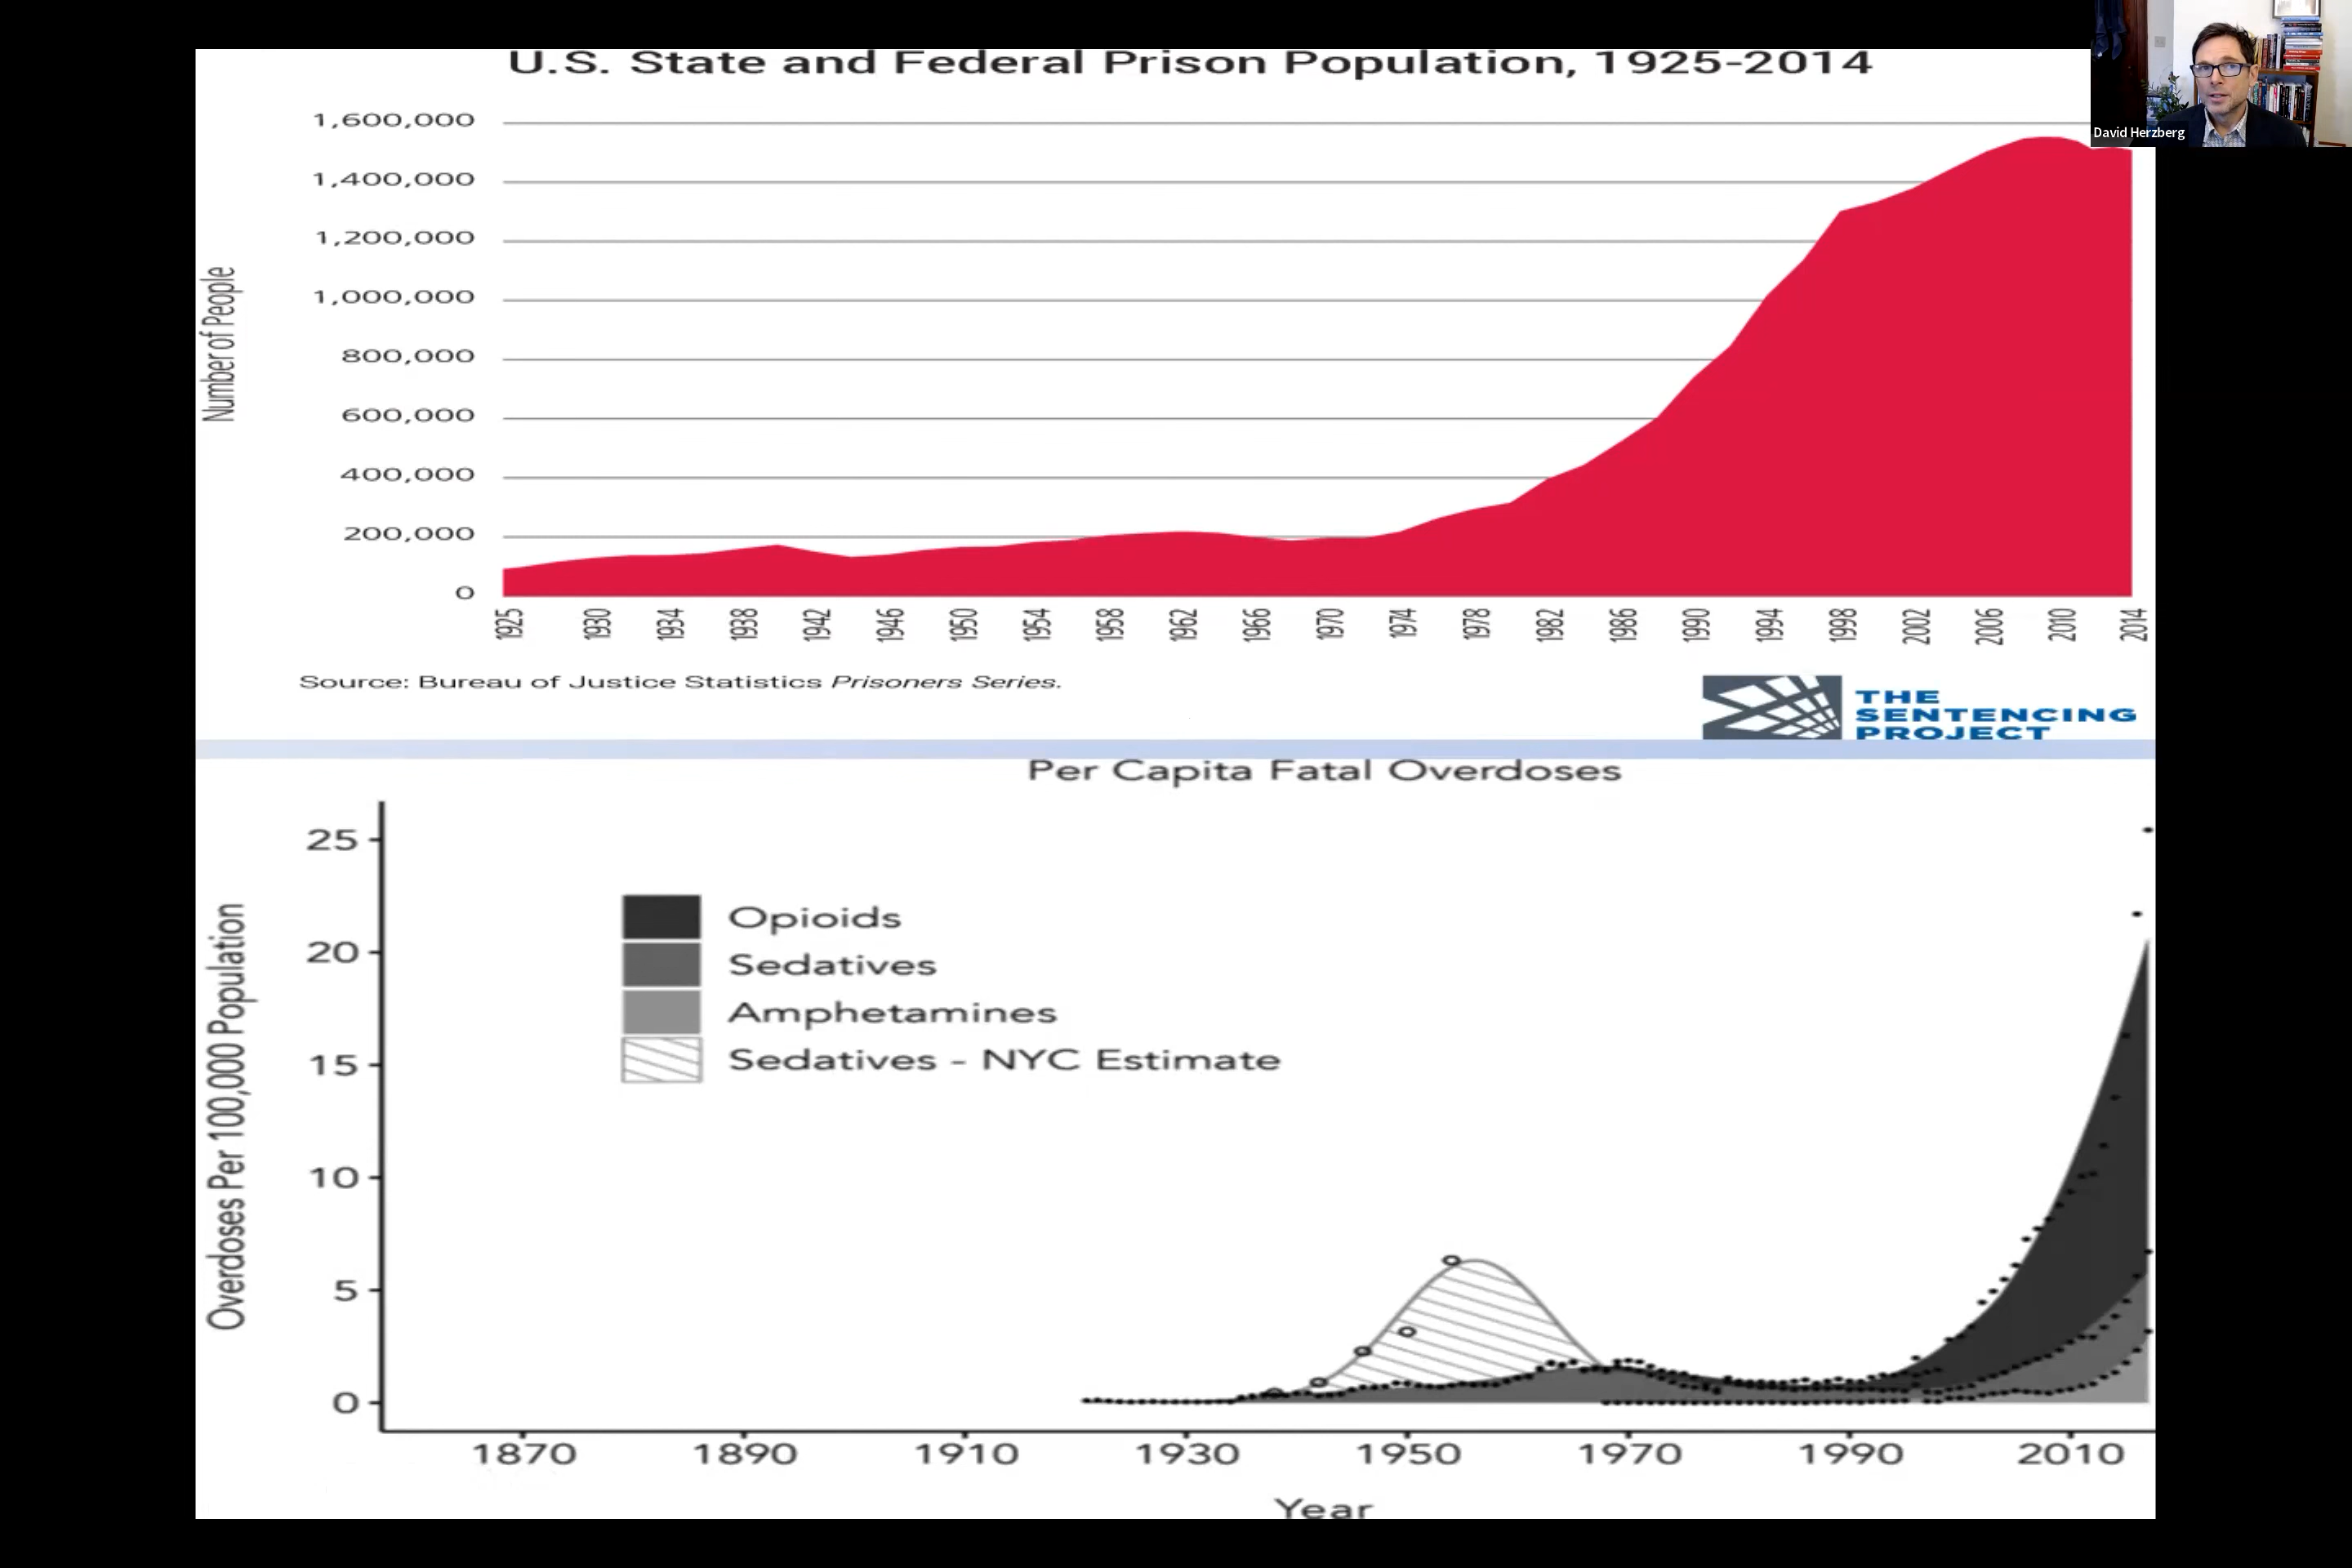 U.S. State and Federal Prison Population, 1925-2014
David Herzberg
Number of People
1,600,000
1,400,000
1,200,000
1,000,000
800,000
600,000
400,000
200,000
0
1925 1930 1934 1938 1942 1946 1950 1954 1958 1962 1966 1970 1974 1978 1982 1986 1990 1994 1998 2002 2006 2010 2014
Source: Bureau of Justice Statistics Prisoners Series.
THE
SENTENCING
PROJECT
Per Capita Fatal Overdoses
Overdoses Per 100,000 Population
25
20
15
10
5
0
Opioids
Sedatives
Amphetamines
Sedatives - NYC Estimate
1870 1890 1910 1930 1950 1970 1990 2010
Year